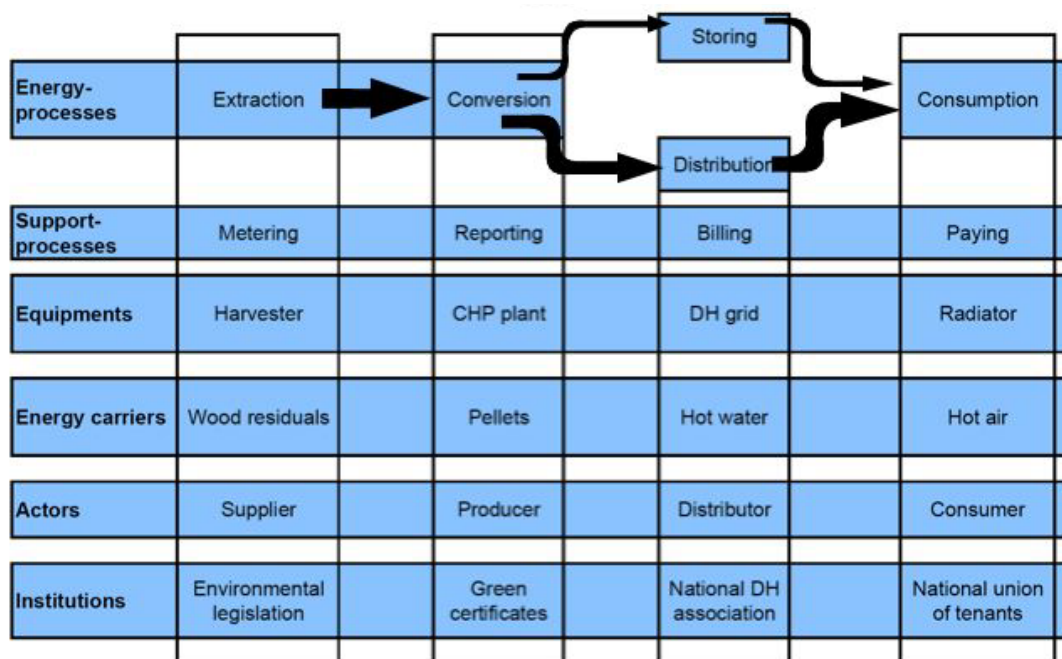 Storing
Energy-
processes
Extraction
Conversion
Consumption
Distribution
Support-
processes
Metering
Reporting
Billing
Paying
Equipments
Harvester
CHP plant
DH grid
Radiator
Energy carriers
Wood residuals
Pellets
Hot water
Hot air
Actors
Supplier
Producer
Distributor
Consumer
Institutions
Environmental
legislation
Green
certificates
National DH
association
National union
of tenants